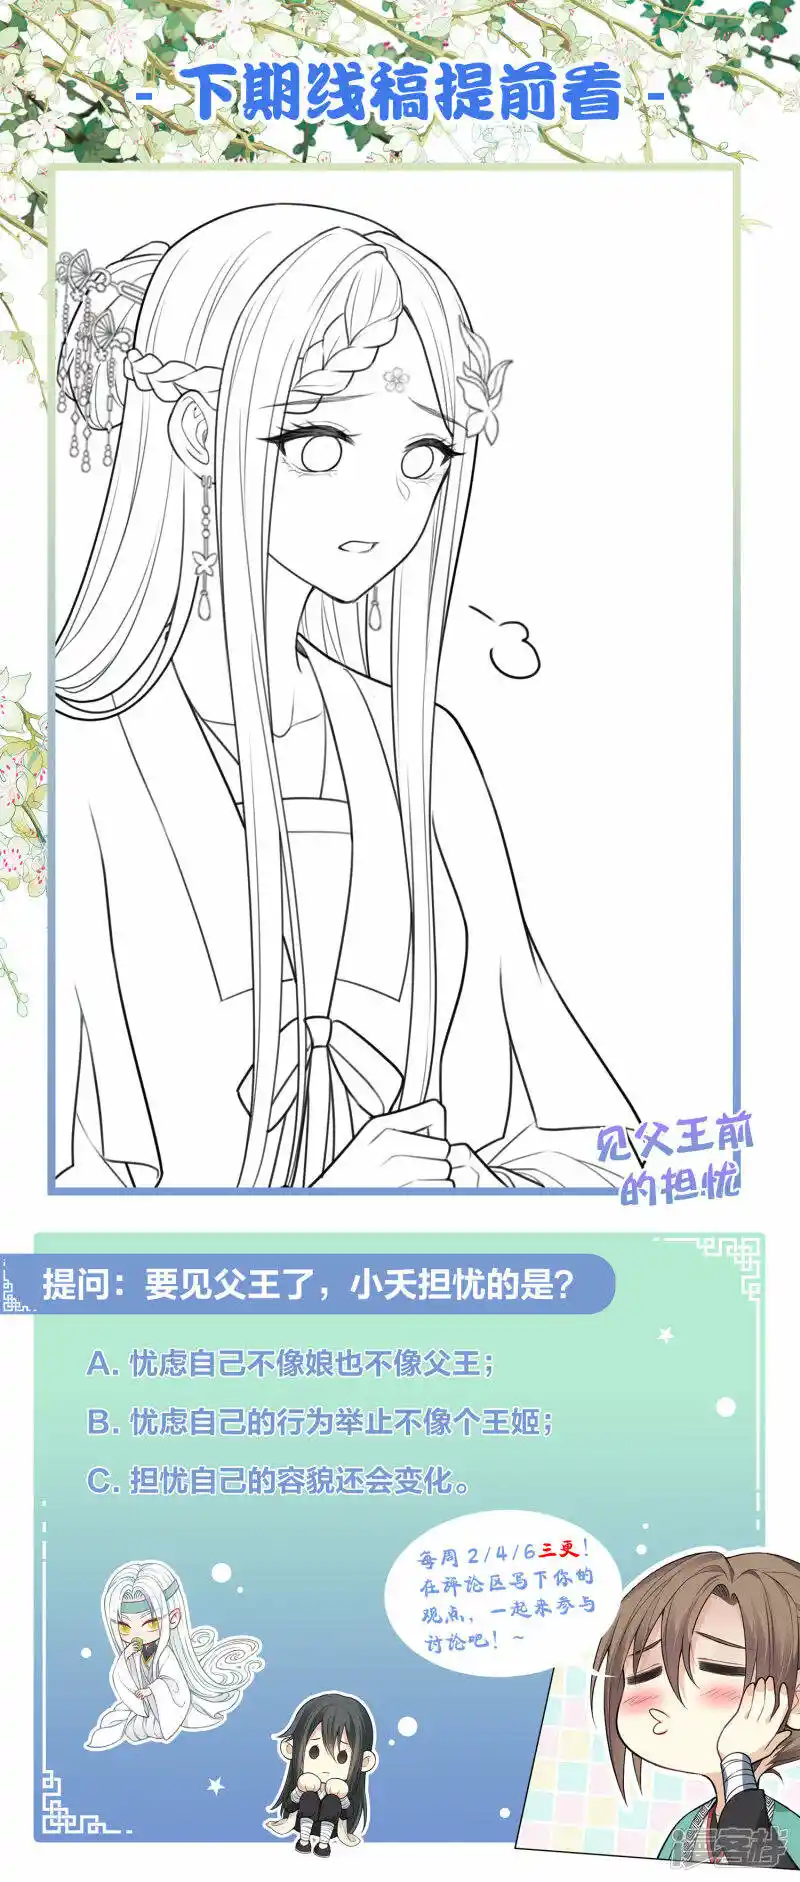 - 下期线稿提前看 -
见父王前
的担忧
提问：要见父王了，小夭担忧的是？
A. 忧虑自己不像娘也不像父王；
B. 忧虑自己的行为举止不像个王姬；
C. 担忧自己的容貌还会变化。
每周 2/4/6三更！
在评论区写下你的
观点，一起来参与
讨论吧！~
漫客栈